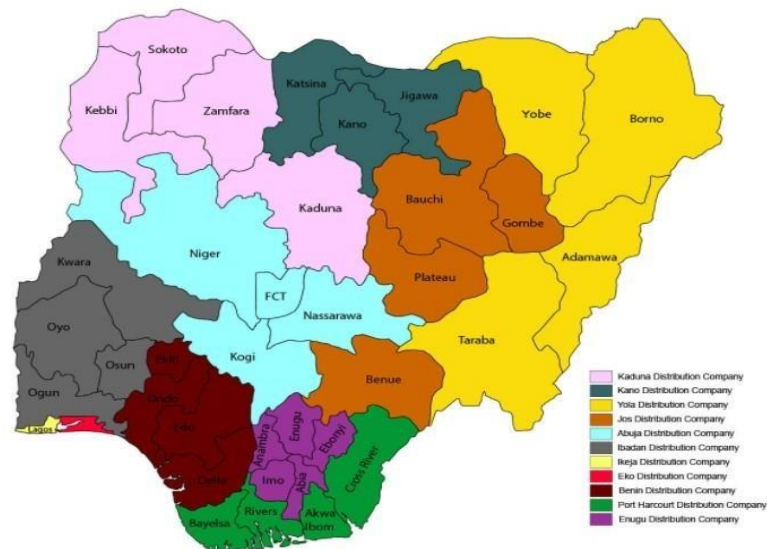 Sokoto
Katsina
Jigawa
Kebbi
Zamfara
Kano
Yobe
Borno
Kaduna
Bauchi
Gombe
Niger
Adamawa
Kwara
Plateau
FCT
Nassarawa
Oyo
Taraba
Kogi
Osun
Ekiti
Benue
Ogun
Ondo
Lagos
Edo
Anambra
Enugu
Ebonyi
Cross River
Delta
Imo
Abia
Bayelsa
Rivers
Akwa
Ibom
Kaduna Distribution Company
Kano Distribution Company
Yola Distribution Company
Jos Distribution Company
Abuja Distribution Company
Ibadan Distribution Company
Ikeja Distribution Company
Eko Distribution Company
Benin Distribution Company
Port Harcourt Distribution Company
Enugu Distribution Company